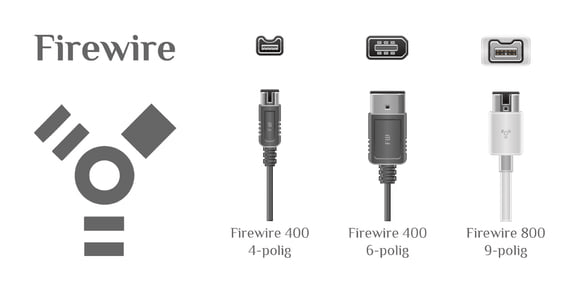 Firewire
Firewire 400
4-polig
Firewire 400
6-polig
Firewire 800
9-polig